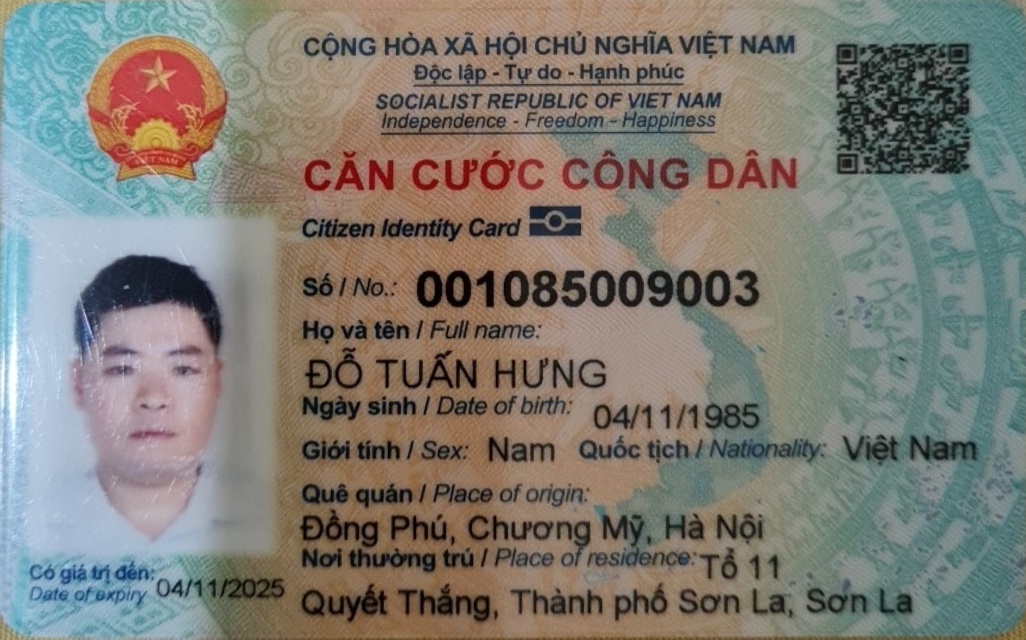 CỘNG HÒA XÃ HỘI CHỦ NGHĨA VIỆT NAM
Độc lập - Tự do - Hạnh phúc
SOCIALIST REPUBLIC OF VIET NAM
Independence - Freedom - Happiness
VIỆT NAM
CĂN CƯỚC CÔNG DÂN
Citizen Identity Card
Số / No.: 001085009003
Họ và tên / Full name:
ĐỖ TUẤN HƯNG
Ngày sinh / Date of birth: 04/11/1985
Giới tính / Sex: Nam Quốc tịch / Nationality: Việt Nam
Quê quán / Place of origin:
Đồng Phú, Chương Mỹ, Hà Nội
Nơi thường trú / Place of residence: Tổ 11
Quyết Thắng, Thành phố Sơn La, Sơn La
Có giá trị đến: 04/11/2025
Date of expiry